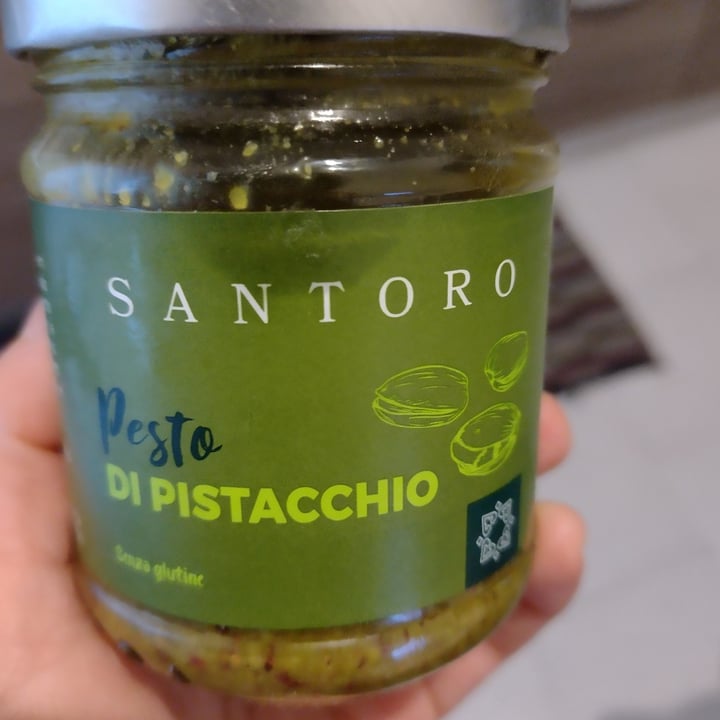 SANTORO
Pesto
DI PISTACCHIO
Senza glutine